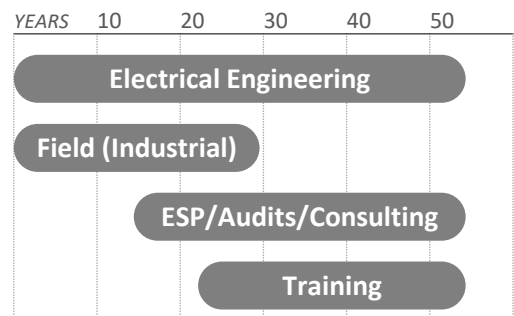 YEARS 10 20 30 40 50
Electrical Engineering
Field (Industrial)
ESP/Audits/Consulting
Training